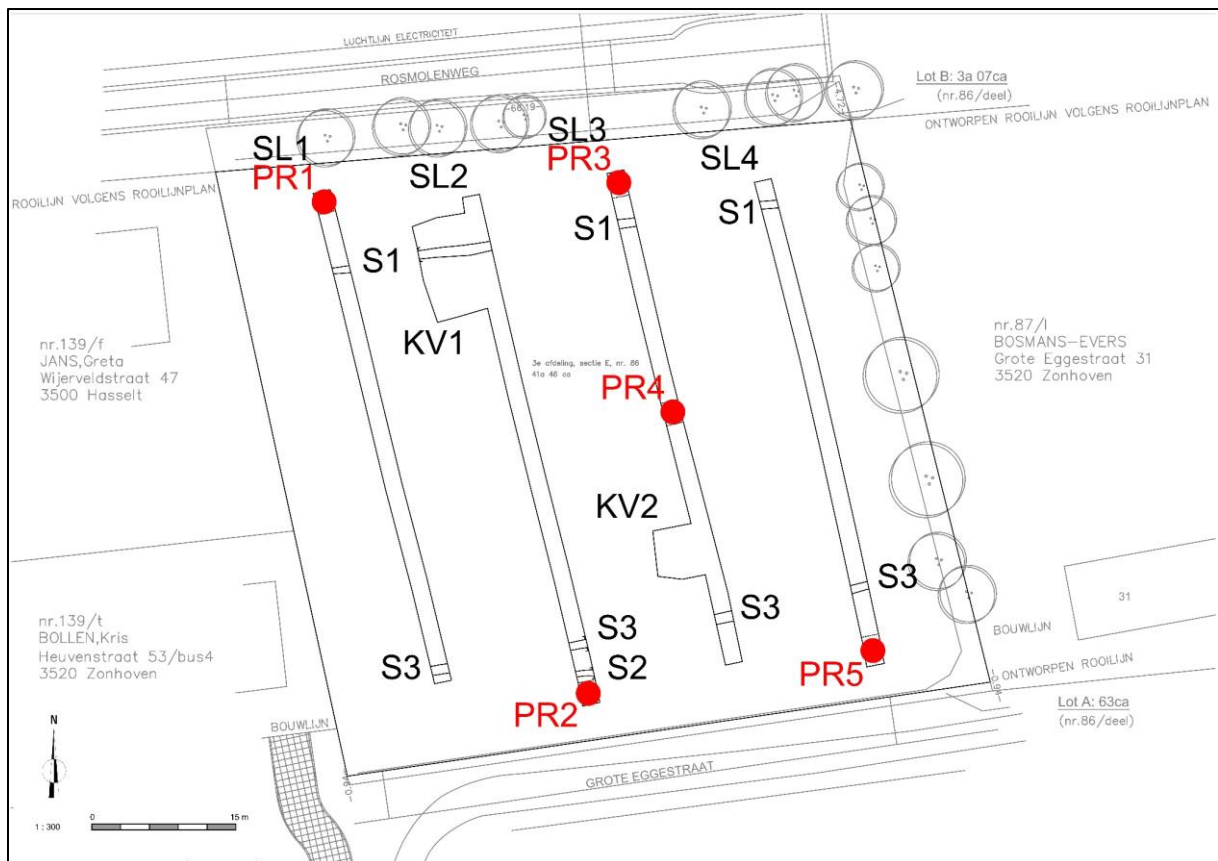 LUCHTLIJN ELECTRICITEIT
ROSMOLENWEG
Lot B: 3a 07ca
(nr.86/deel)
ONTWORPEN ROOILIJN VOLGENS ROOILIJNPLAN
SL1
PR1
SL2
SL3
PR3
SL4
ROOILIJN VOLGENS ROOILIJNPLAN
S1
S1
S1
KV1
nr.139/f
JANS,Greta
Wijerveldstraat 47
3500 Hasselt
3e afdeling, sectie E, nr. 86
41a 46 ca
nr.87/l
BOSMANS-EVERS
Grote Eggestraat 31
3520 Zonhoven
PR4
KV2
S3
31
nr.139/t
BOLLEN,Kris
Heuvenstraat 53/bus4
3520 Zonhoven
S3
S3
S2
S3
BOUWLIJN
PR5
ONTWORPEN ROOILIJN
PR2
Lot A: 63ca
(nr.86/deel)
N
BOUWLIJN
GROTE EGGESTRAAT
1 : 300
0
15 m